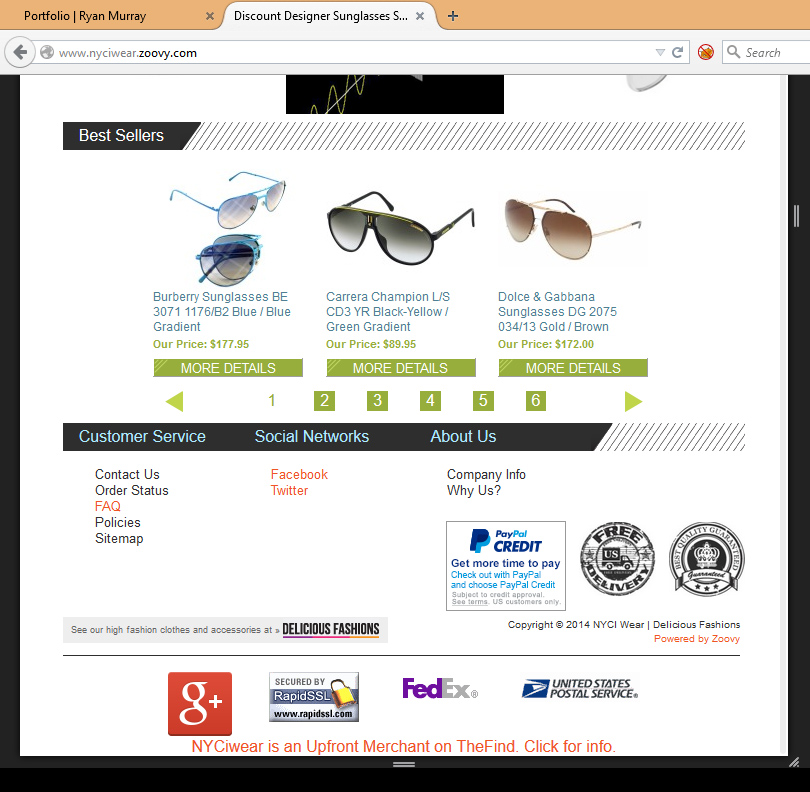 Portfolio | Ryan Murray
Discount Designer Sunglasses S...
www.nyciwear.zoovy.com
Search
Best Sellers
Burberry Sunglasses BE
3071 1176/B2 Blue / Blue
Gradient
Our Price: $177.95
MORE DETAILS
Carrera Champion L/S
CD3 YR Black-Yellow /
Green Gradient
Our Price: $89.95
MORE DETAILS
Dolce & Gabbana
Sunglasses DG 2075
034/13 Gold / Brown
Our Price: $172.00
MORE DETAILS
1 2 3 4 5 6
Customer Service
Contact Us
Order Status
FAQ
Policies
Sitemap
Social Networks
Facebook
Twitter
About Us
Company Info
Why Us?
PayPal
CREDIT
Get more time to pay
Check out with PayPal
and choose PayPal Credit
Subject to credit approval.
See terms. US customers only.
FREE
US
DELIVERY
BEST QUALITY GUARANTEE
Guaranteed
See our high fashion clothes and accessories at » DELICIOUS FASHIONS
Copyright © 2014 NYCI Wear | Delicious Fashions
Powered by Zoovy
g+
SECURED BY
RapidSSL
www.rapidssl.com
FedEx®
UNITED STATES
POSTAL SERVICE®
NYCiwear is an Upfront Merchant on TheFind. Click for info.